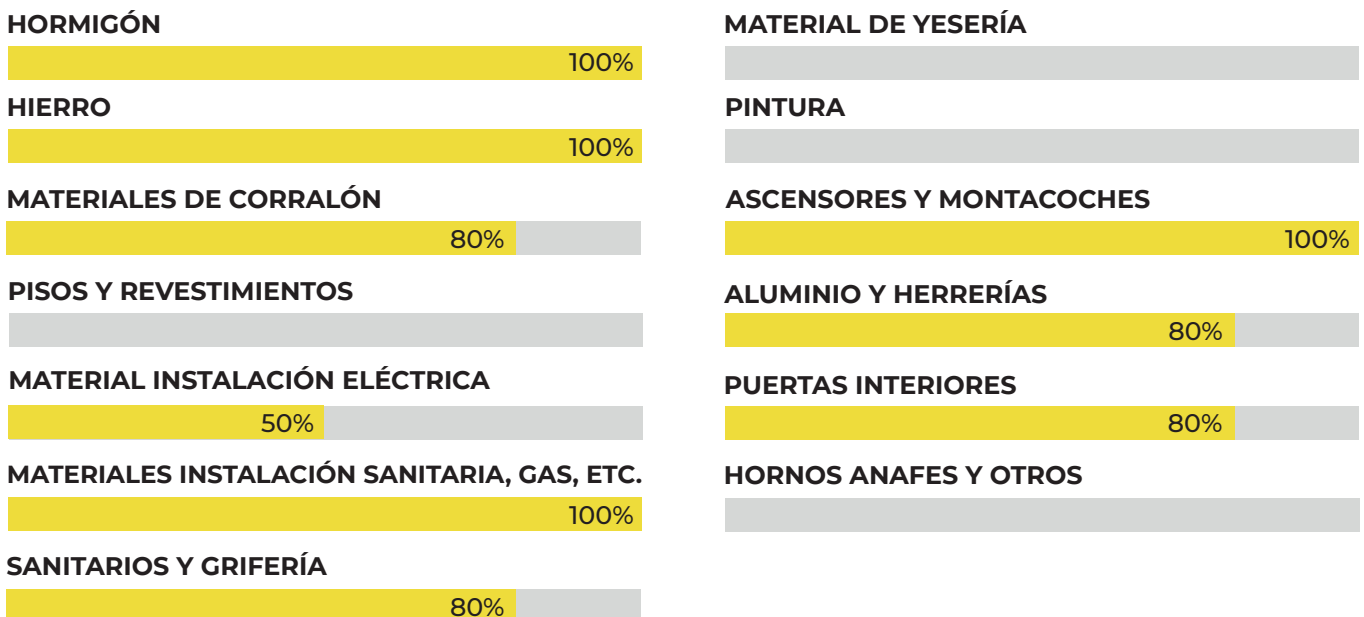 HORMIGÓN
100%
HIERRO
100%
MATERIALES DE CORRALÓN
80%
PISOS Y REVESTIMIENTOS
MATERIAL INSTALACIÓN ELÉCTRICA
50%
MATERIALES INSTALACIÓN SANITARIA, GAS, ETC.
100%
SANITARIOS Y GRIFERÍA
80%
MATERIAL DE YESERÍA
PINTURA
ASCENSORES Y MONTACOCHES
100%
ALUMINIO Y HERRERÍAS
80%
PUERTAS INTERIORES
80%
HORNOS ANAFES Y OTROS